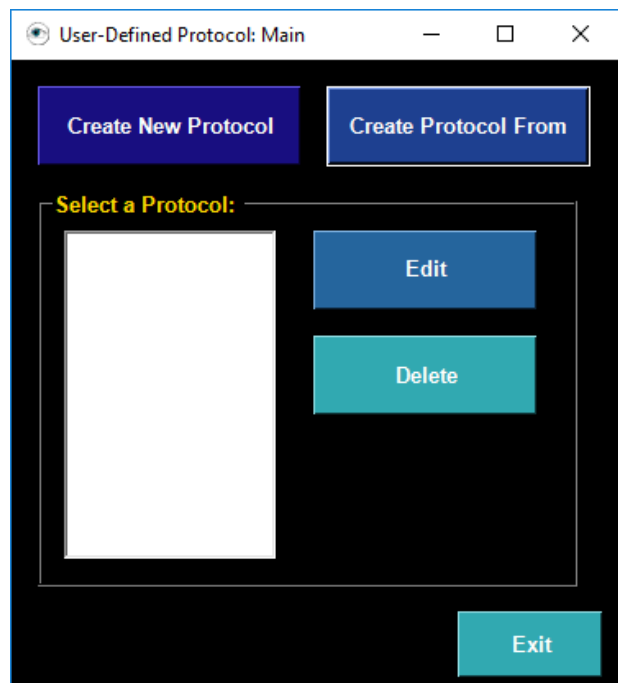 User-Defined Protocol: Main
Create New Protocol
Create Protocol From
Select a Protocol:
Edit
Delete
Exit